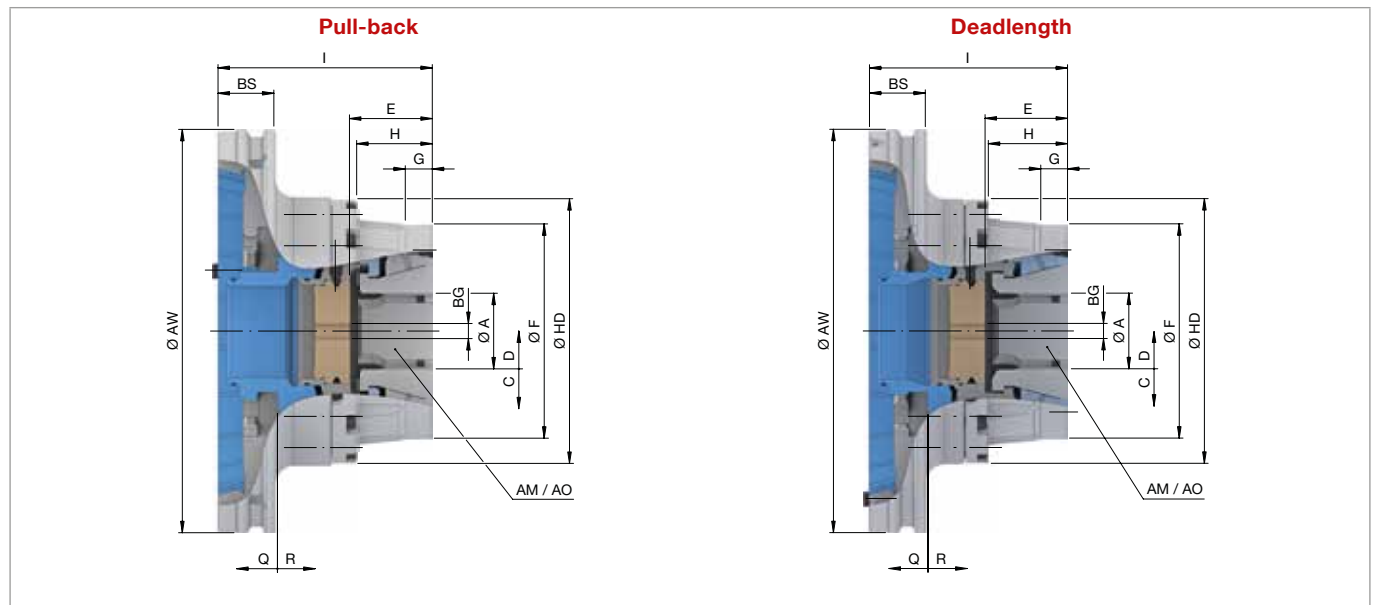 Pull-back
I
BS
E
H
G
Ø AW
BG
Ø A
D
C
Ø F
Ø HD
AM / AO
Q
R
Deadlength
I
BS
E
H
G
Ø AW
BG
Ø A
D
C
Ø F
Ø HD
AM / AO
Q
R